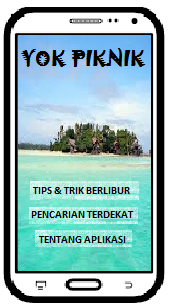 YOK PIKNIK
TIPS & TRIK BERLIBUR
PENCARIAN TERDEKAT
TENTANG APLIKASI